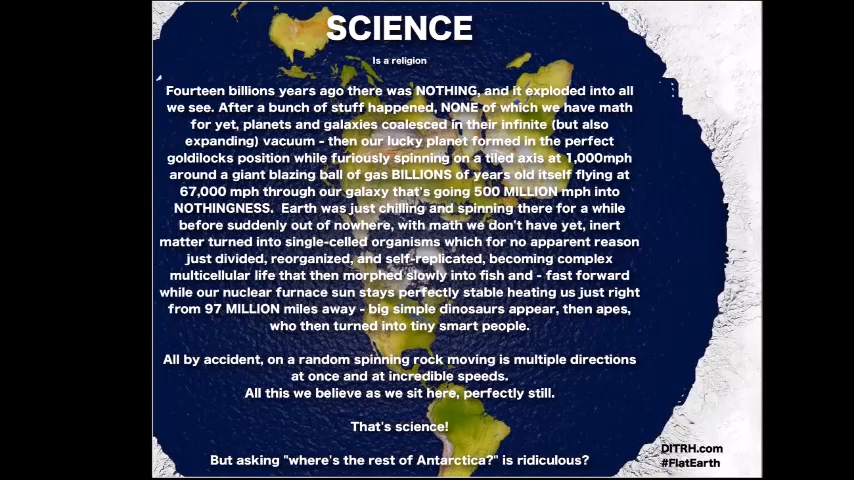 SCIENCE
Is a religion
Fourteen billions years ago there was NOTHING, and it exploded into all
we see. After a bunch of stuff happened, NONE of which we have math
for yet, planets and galaxies coalesced in their infinite (but also
expanding) vacuum - then our lucky planet formed in the perfect
goldilocks position while furiously spinning on a tiled axis at 1,000mph
around a giant blazing ball of gas BILLIONS of years old itself flying at
67,000 mph through our galaxy that's going 500 MILLION mph into
NOTHINGNESS. Earth was just chilling and spinning there for a while
before suddenly out of nowhere, with math we don't have yet, inert
matter turned into single-celled organisms which for no apparent reason
just divided, reorganized, and self-replicated, becoming complex
multicellular life that then morphed slowly into fish and - fast forward
while our nuclear furnace sun stays perfectly stable heating us just right
from 97 MILLION miles away - big simple dinosaurs appear, then apes,
who then turned into tiny smart people.
All by accident, on a random spinning rock moving is multiple directions
at once and at incredible speeds.
All this we believe as we sit here, perfectly still.
That's science!
But asking "where's the rest of Antarctica?" is ridiculous?
DITRH.com
#FlatEarth